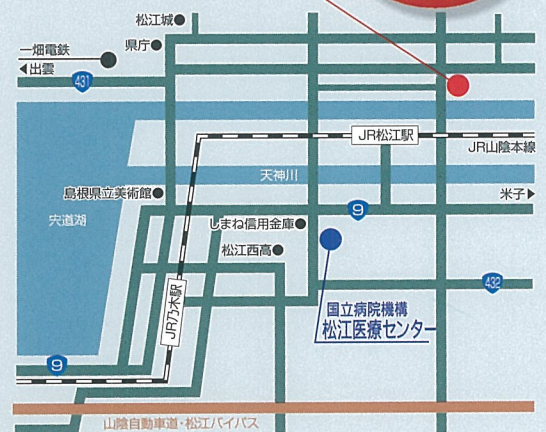 松江城
県庁
一畑電鉄
◀出雲
431
JR松江駅
JR山陰本線
天神川
米子▶
島根県立美術館
宍道湖
9
しまね信用金庫
松江西高
432
国立病院機構
松江医療センター
JR乃木駅
9
山陰自動車道・松江バイパス